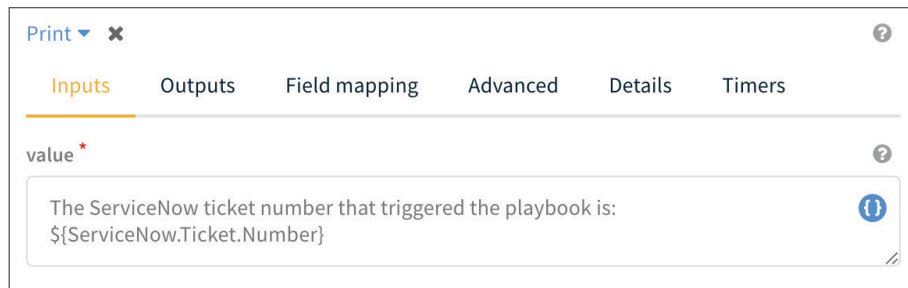 Print
Inputs Outputs Field mapping Advanced Details Timers
value *
The ServiceNow ticket number that triggered the playbook is:
${ServiceNow.Ticket.Number}